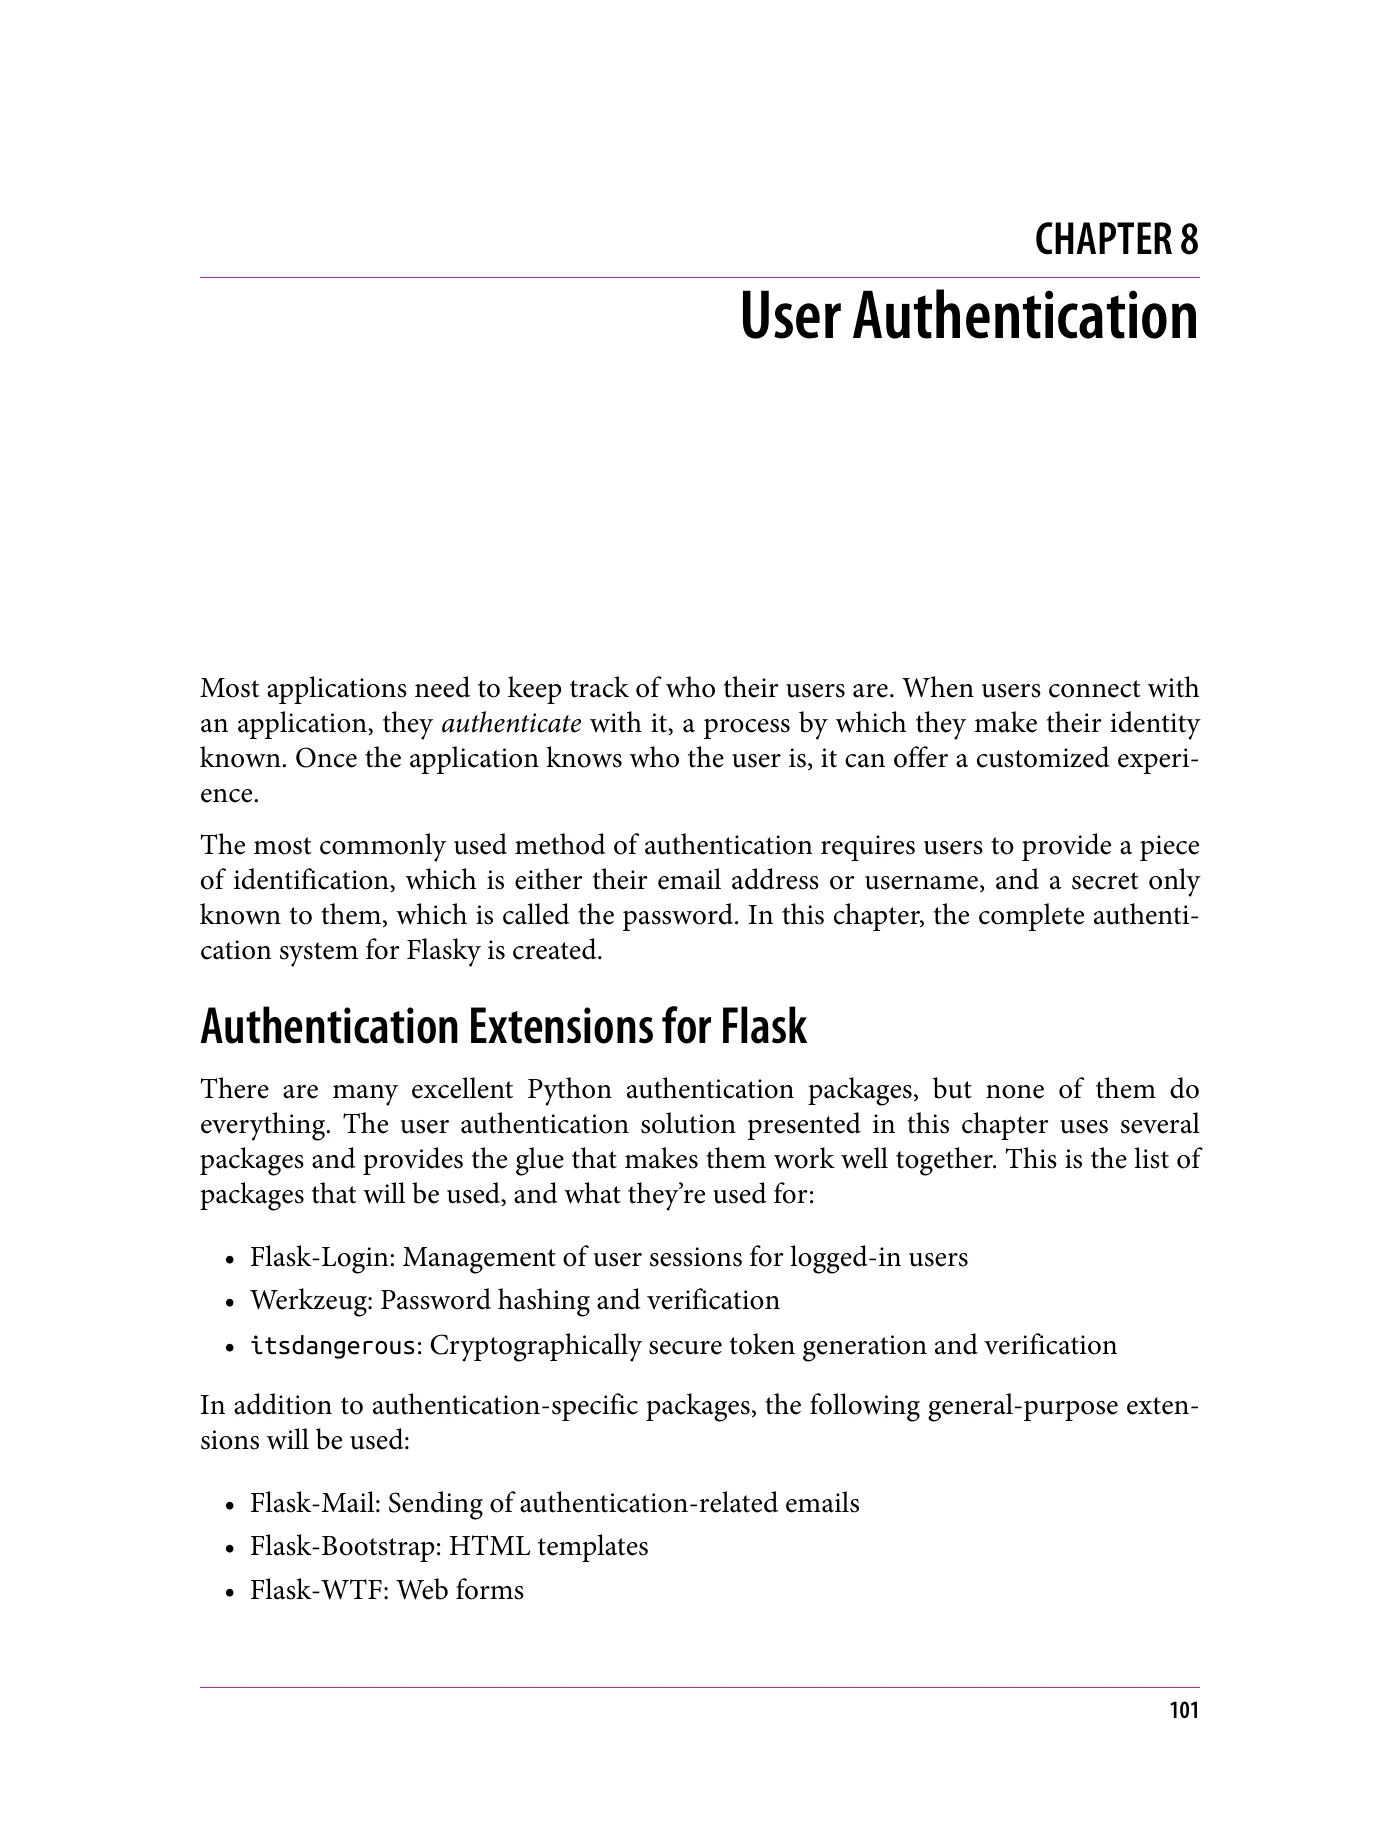 CHAPTER 8
User Authentication
Most applications need to keep track of who their users are. When users connect with
an application, they authenticate with it, a process by which they make their identity
known. Once the application knows who the user is, it can offer a customized experi-
ence.
The most commonly used method of authentication requires users to provide a piece
of identification, which is either their email address or username, and a secret only
known to them, which is called the password. In this chapter, the complete authenti-
cation system for Flasky is created.
Authentication Extensions for Flask
There are many excellent Python authentication packages, but none of them do
everything. The user authentication solution presented in this chapter uses several
packages and provides the glue that makes them work well together. This is the list of
packages that will be used, and what they’re used for:
• Flask-Login: Management of user sessions for logged-in users
• Werkzeug: Password hashing and verification
• itsdangerous: Cryptographically secure token generation and verification
In addition to authentication-specific packages, the following general-purpose exten-
sions will be used:
• Flask-Mail: Sending of authentication-related emails
• Flask-Bootstrap: HTML templates
• Flask-WTF: Web forms
101